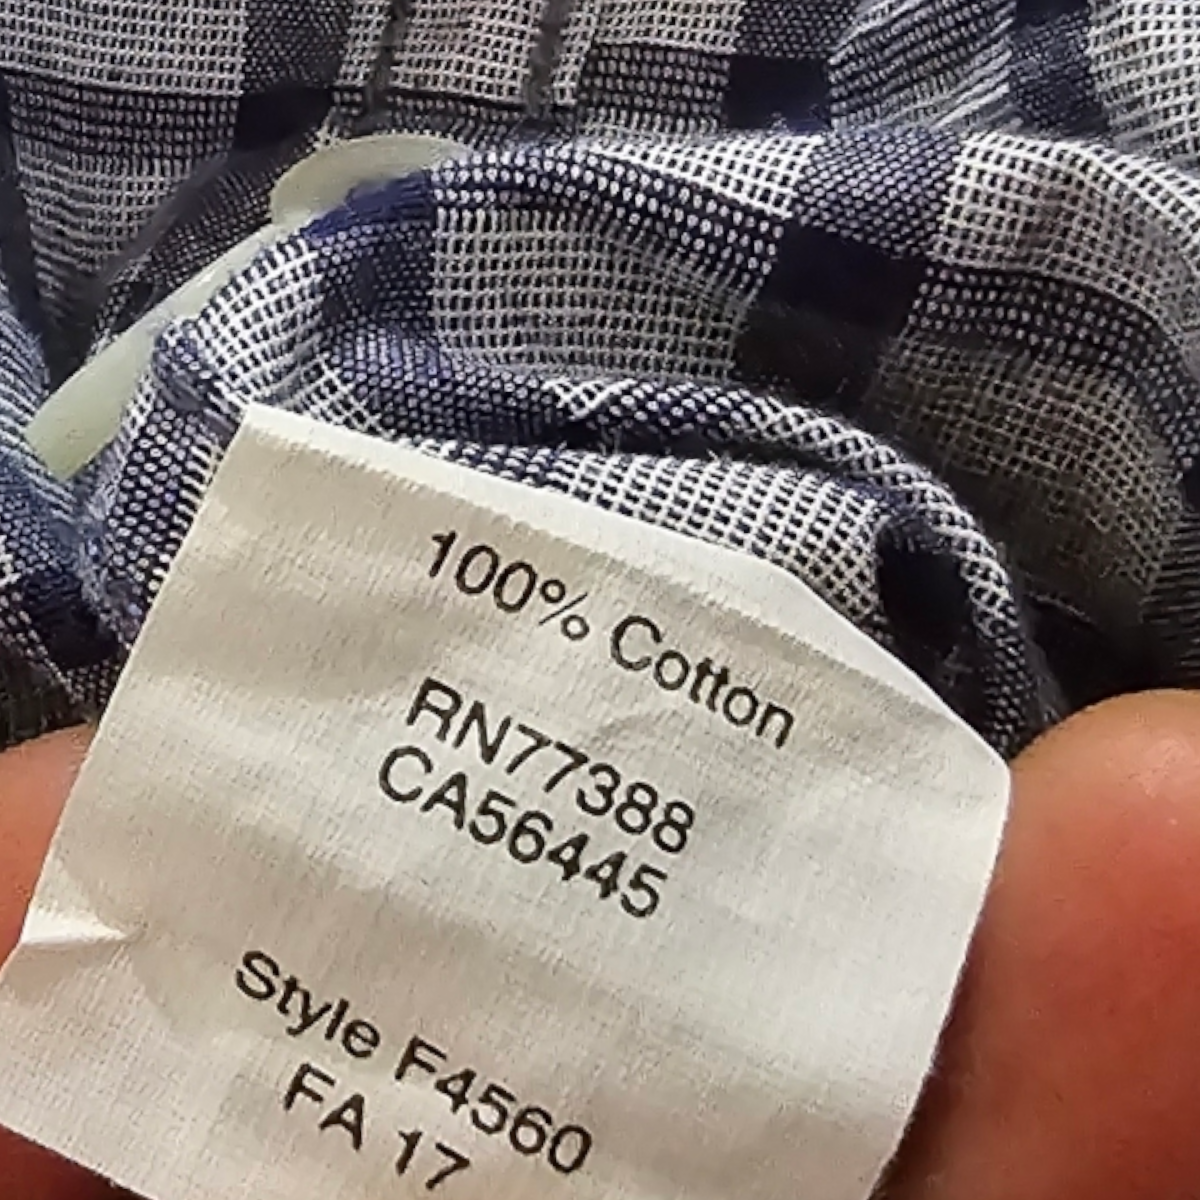 100% Cotton
RN77388
CA56445
Style F4560
FA 17